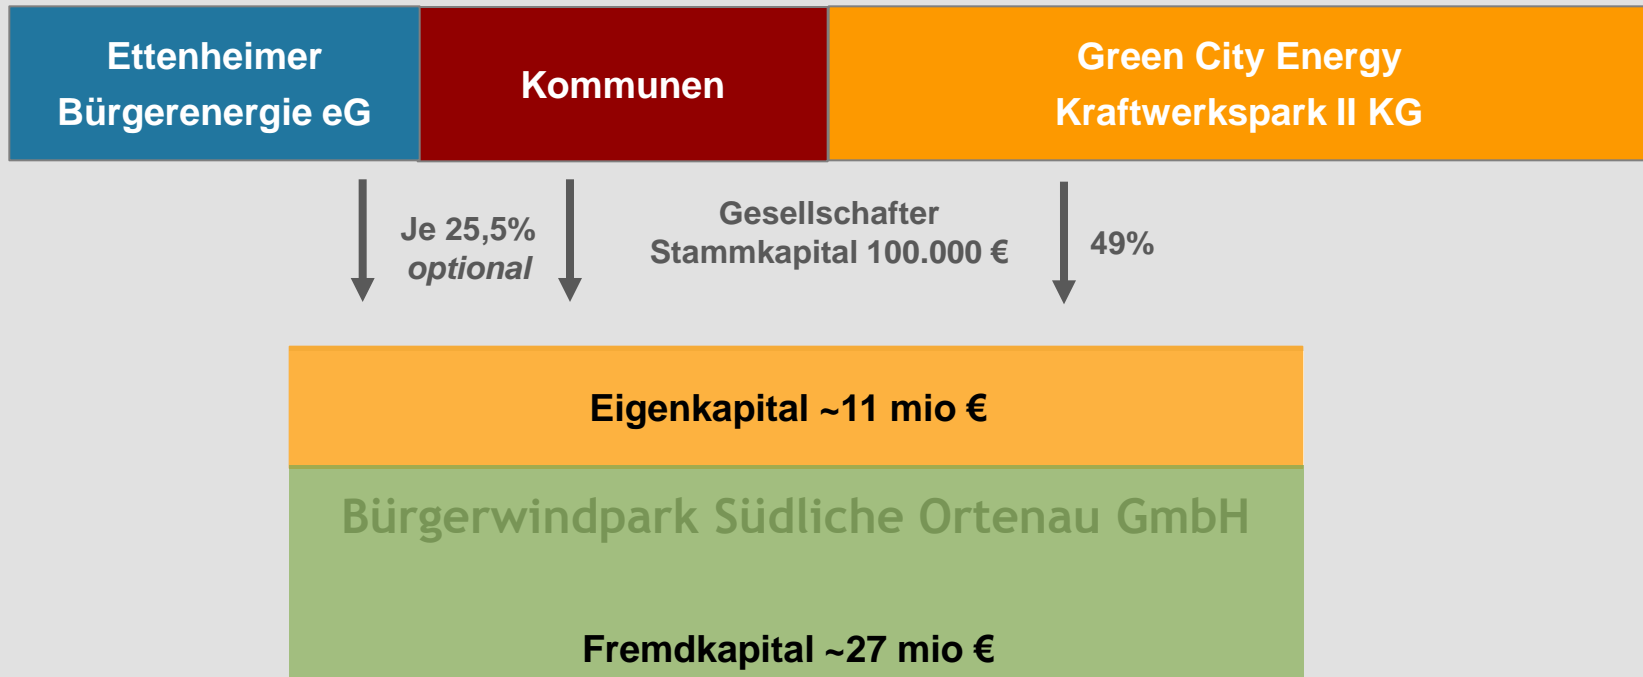 Ettenheimer
Bürgerenergie eG
Kommunen
Green City Energy
Kraftwerkspark II KG
Je 25,5%
optional
Gesellschafter
Stammkapital 100.000 €
49%
Eigenkapital ~11 mio €
Bürgerwindpark Südliche Ortenau GmbH
Fremdkapital ~27 mio €